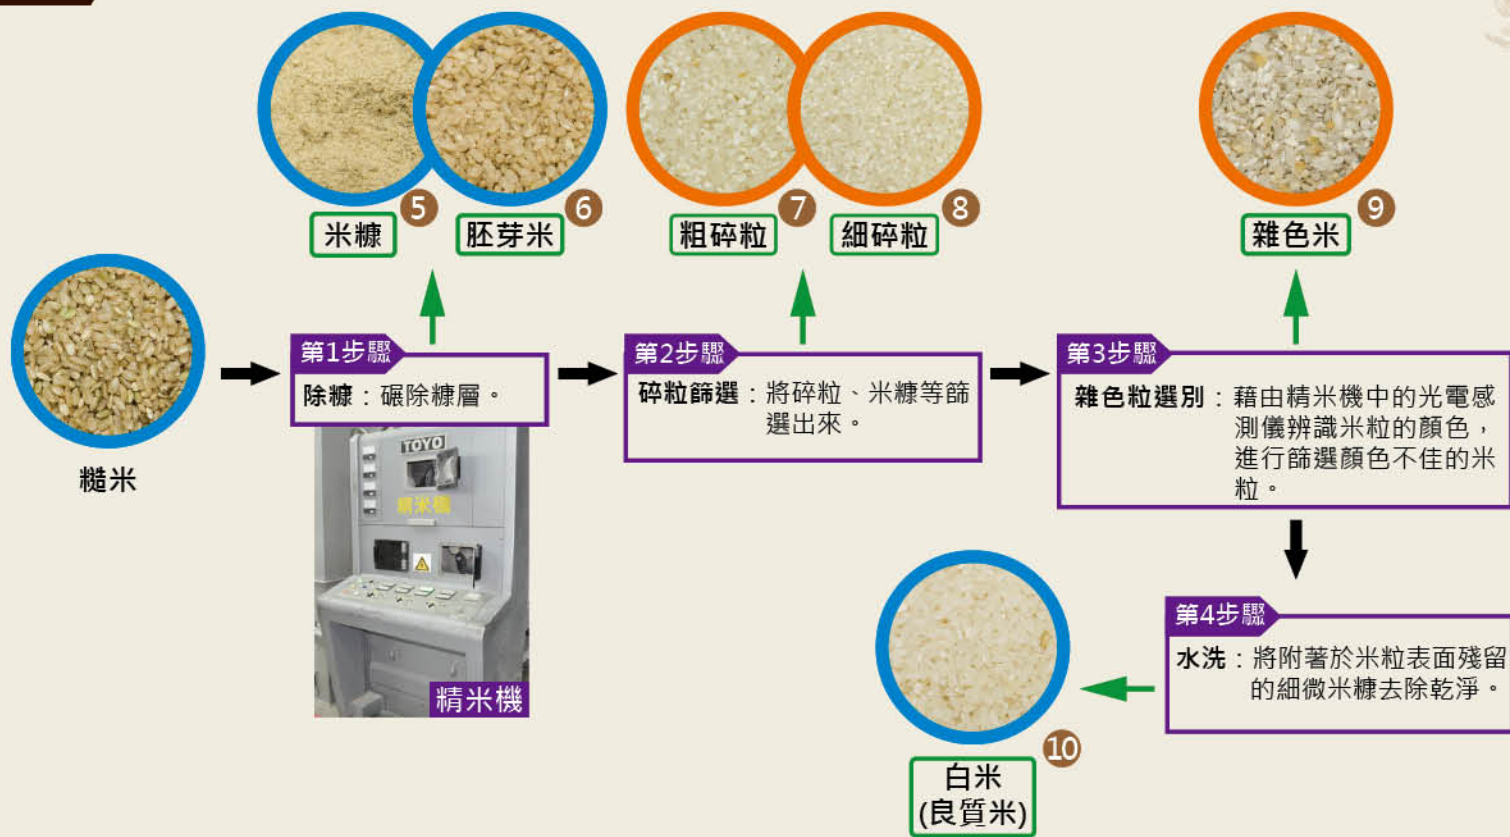 5
6
7
8
9
米糠
胚芽米
粗碎粒
細碎粒
雜色米
糙米
第1步驟
除糠：碾除糠層。
第2步驟
碎粒篩選：將碎粒、米糠等篩
選出來。
第3步驟
雜色粒選別：藉由精米機中的光電感
測儀辨識米粒的顏色，
進行篩選顏色不佳的米
粒。
TOYO
精米機
精米機
第4步驟
水洗：將附著於米粒表面殘留
的細微米糠去除乾淨。
10
白米
(良質米)